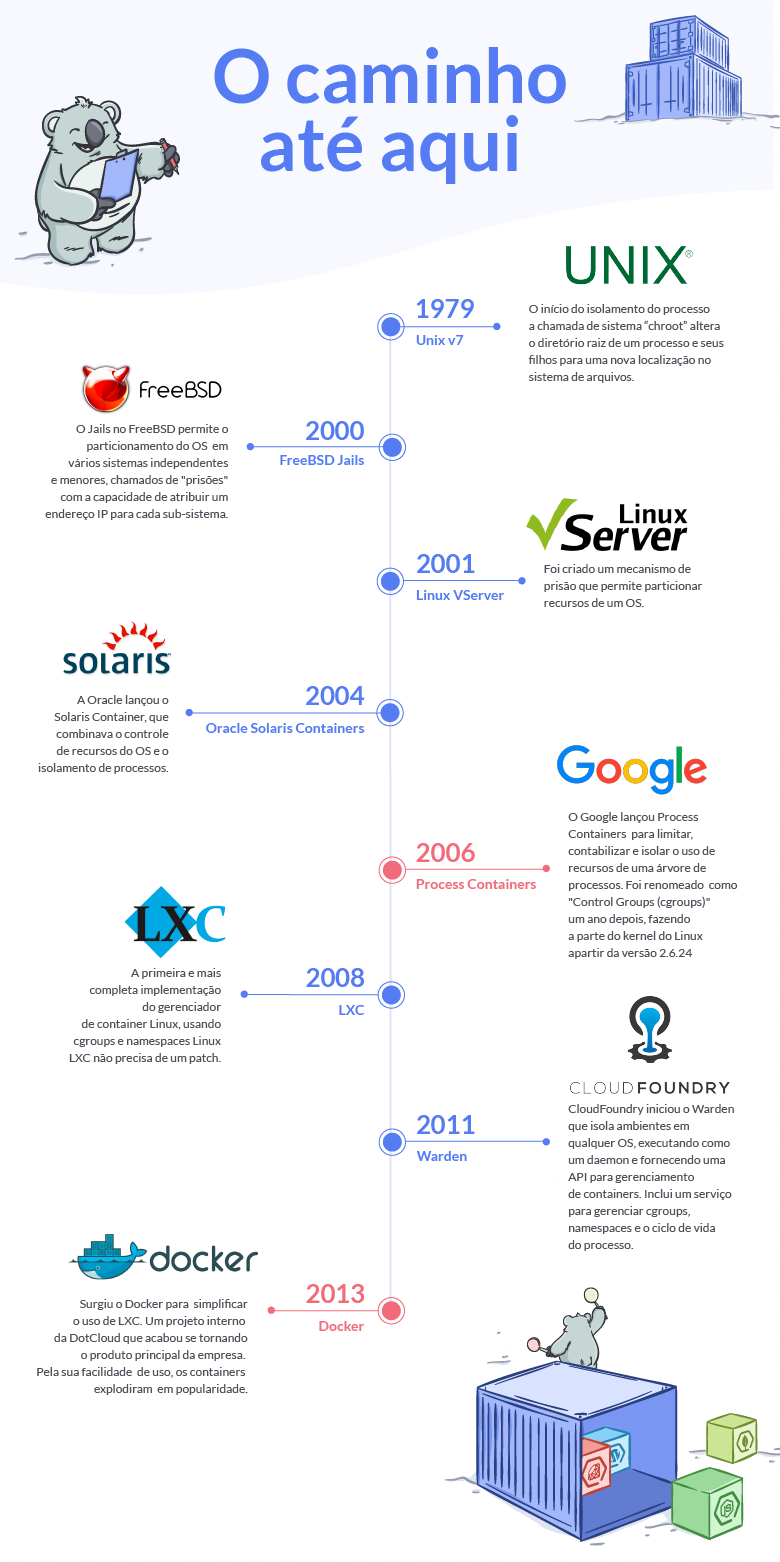 O caminho
até aqui
UNIX®
1979
Unix v7
O início do isolamento do processo
a chamada de sistema “chroot” altera
o diretório raiz de um processo e seus
filhos para uma nova localização no
sistema de arquivos.
FreeBSD
2000
FreeBSD Jails
O Jails no FreeBSD permite o
particionamento do OS em
vários sistemas independentes
e menores, chamados de "prisões"
com a capacidade de atribuir um
endereço IP para cada sub-sistema.
Linux
VServer
2001
Linux VServer
Foi criado um mecanismo de
prisão que permite particionar
recursos de um OS.
solaris
2004
Oracle Solaris Containers
A Oracle lançou o
Solaris Container, que
combinava o controle
de recursos do OS e o
isolamento de processos.
Google
2006
Process Containers
O Google lançou Process
Containers para limitar,
contabilizar e isolar o uso de
recursos de uma árvore de
processos. Foi renomeado como
"Control Groups (cgroups)"
um ano depois, fazendo
a parte do kernel do Linux
apartir da versão 2.6.24
LXC
2008
LXC
A primeira e mais
completa implementação
do gerenciador
de container Linux, usando
cgroups e namespaces Linux
LXC não precisa de um patch.
CLOUDFOUNDRY
2011
Warden
CloudFoundry iniciou o Warden
que isola ambientes em
qualquer OS, executando como
um daemon e fornecendo uma
API para gerenciamento
de containers. Inclui um serviço
para gerenciar cgroups,
namespaces e o ciclo de vida
do processo.
docker
2013
Docker
Surgiu o Docker para simplificar
o uso de LXC. Um projeto interno
da DotCloud que acabou se tornando
o produto principal da empresa.
Pela sua facilidade de uso, os containers
explodiram em popularidade.